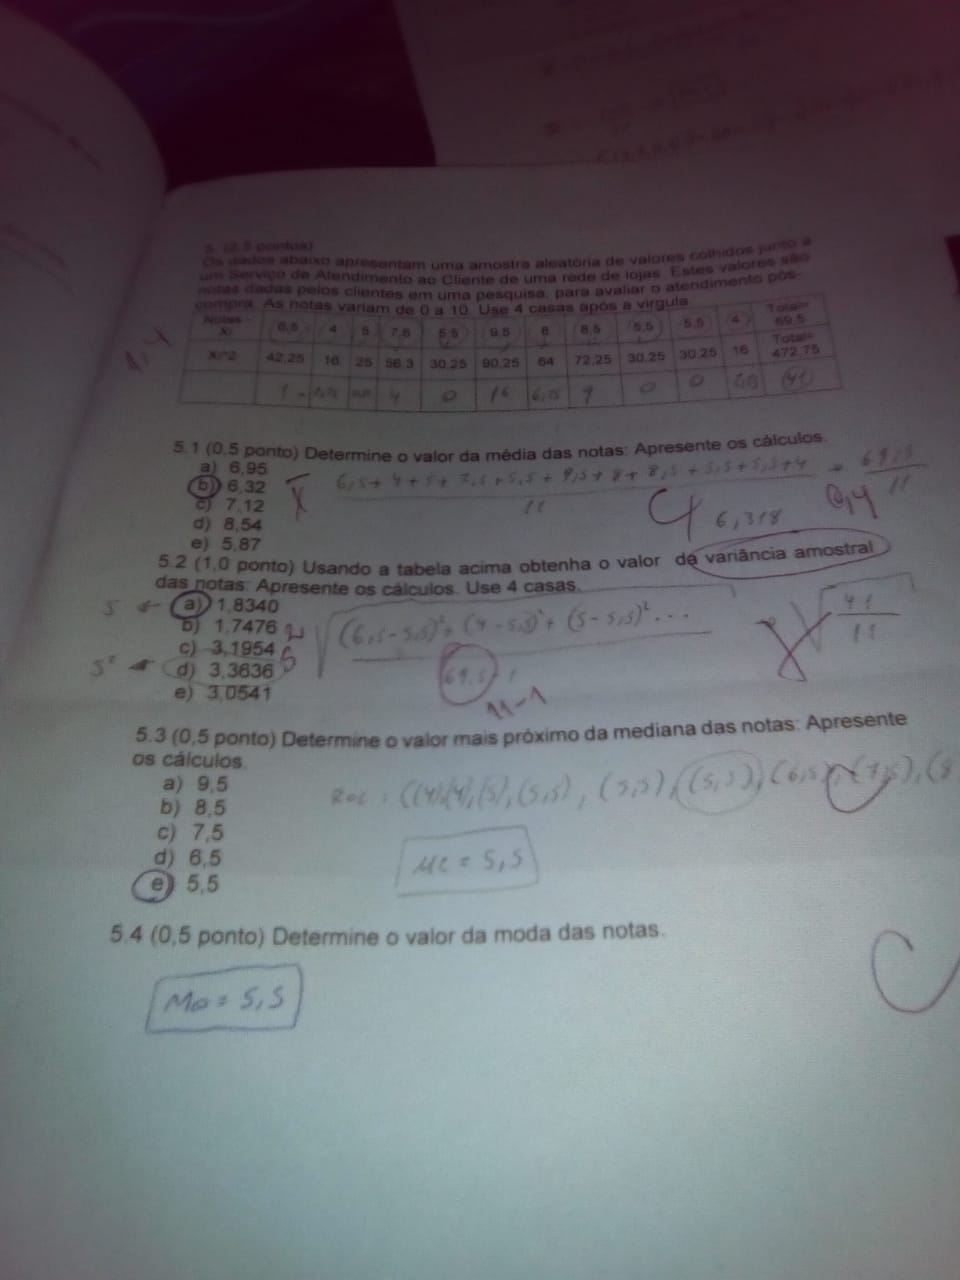 5. (2,5 pontos)
Os dados abaixo apresentam uma amostra aleatória de valores colhidos junto a
um Serviço de Atendimento ao Cliente de uma rede de lojas. Estes valores são
notas dadas pelos clientes em uma pesquisa, para avaliar o atendimento pós-
compra. As notas variam de 0 a 10. Use 4 casas após a vírgula
Notas - Xi 6,5 4 5 7,5 5,5 9,5 8 8,5 5,5 5,5 4 Total= 69,5
Xi^2 42,25 16 25 56,3 30,25 90,25 64 72,25 30,25 30,25 16 Total= 472,75
1 4 0 16 6,25 9 0 0 41
5.1 (0,5 ponto) Determine o valor da média das notas: Apresente os cálculos.
a) 6,95
b) 6,32
c) 7,12
d) 8,54
e) 5,87
X 6,5+4+5+7,5+5,5+9,5+8+8,5+5,5+5,5+4 = 69,5
11 11
6,318
0,4
5.2 (1,0 ponto) Usando a tabela acima obtenha o valor da variância amostral
das notas: Apresente os cálculos. Use 4 casas.
S a) 1,8340
b) 1,7476
c) 3,1954
S² d) 3,3636
e) 3,0541
(6,5-5,5)²+(4-5,5)²+(5-5,5)²...
69,5
11-1
41
11
5.3 (0,5 ponto) Determine o valor mais próximo da mediana das notas: Apresente
os cálculos.
a) 9,5
b) 8,5
c) 7,5
d) 6,5
e) 5,5
ROL: ((4),(4),(5),(5,5),(5,5),(5,5),(6,5),(7,5),(8
= 5,5
5.4 (0,5 ponto) Determine o valor da moda das notas.
Mo = 5,5